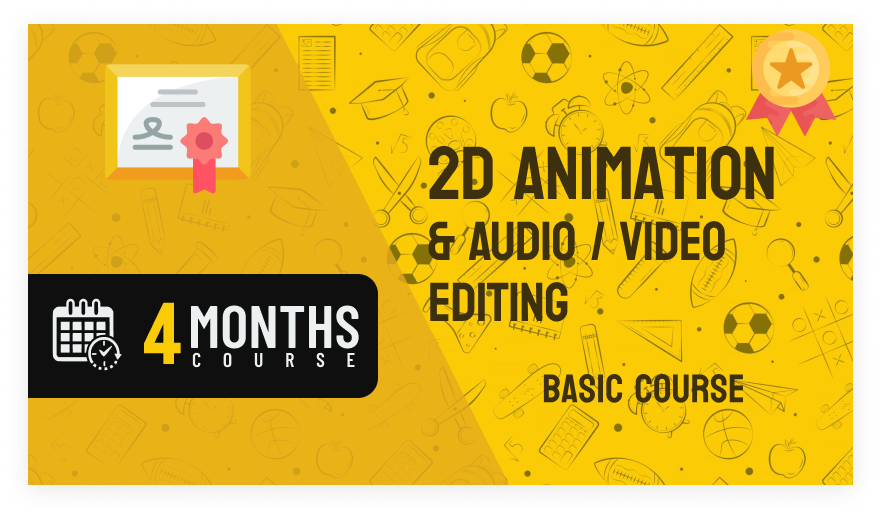 4 MONTHS
COURSE
2D ANIMATION
& AUDIO / VIDEO
EDITING
BASIC COURSE